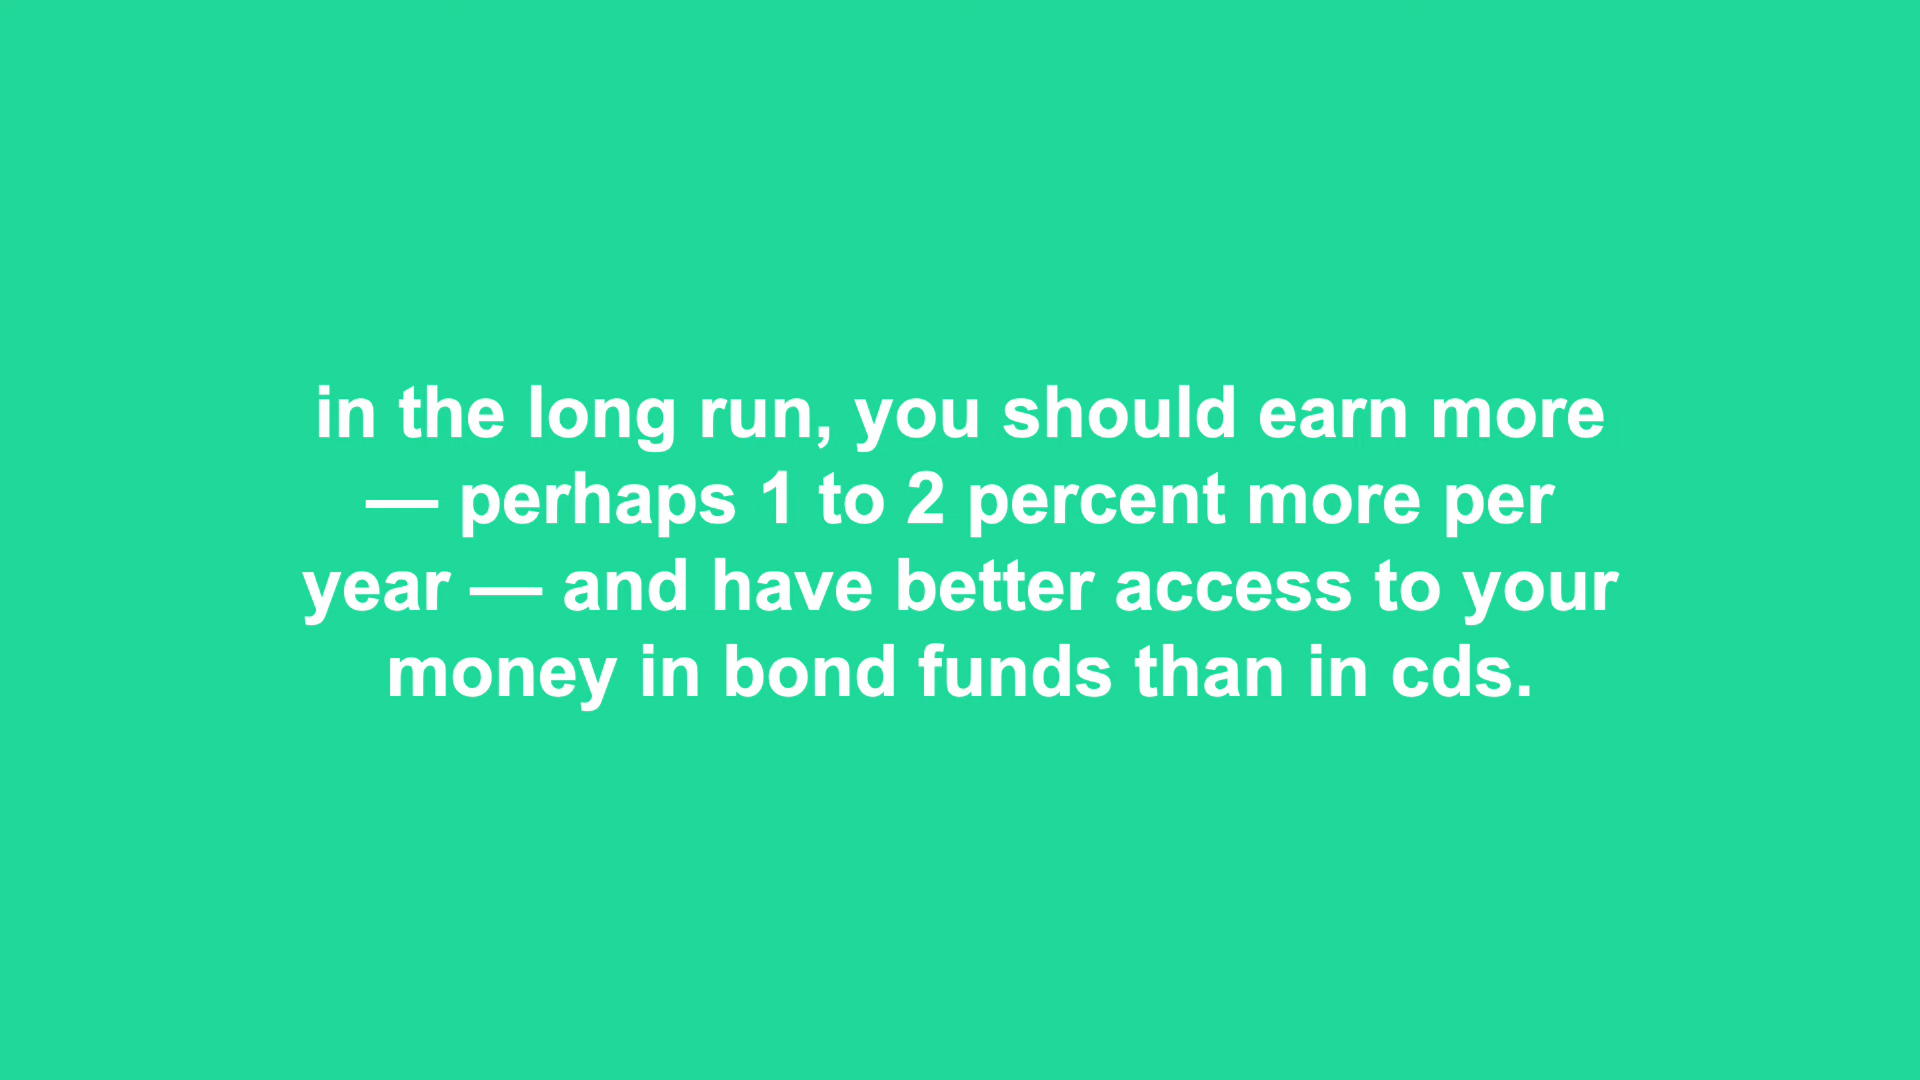 in the long run, you should earn more
— perhaps 1 to 2 percent more per
year — and have better access to your
money in bond funds than in cds.